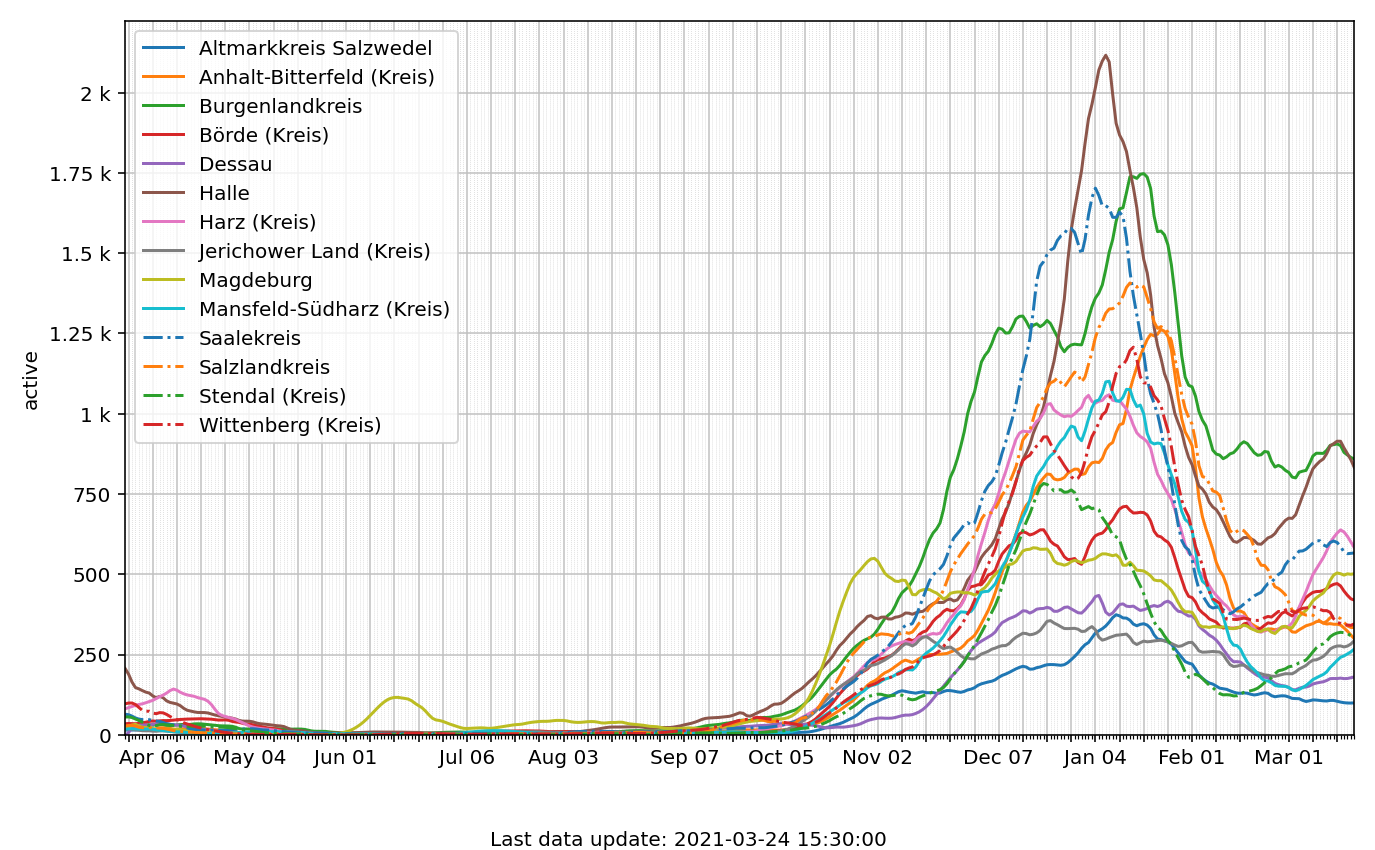 2 k
1.75 k
1.5 k
1.25 k
1 k
750
500
250
0
active
Altmarkkreis Salzwedel
Anhalt-Bitterfeld (Kreis)
Burgenlandkreis
Börde (Kreis)
Dessau
Halle
Harz (Kreis)
Jerichower Land (Kreis)
Magdeburg
Mansfeld-Südharz (Kreis)
Saalekreis
Salzlandkreis
Stendal (Kreis)
Wittenberg (Kreis)
Apr 06 May 04 Jun 01 Jul 06 Aug 03 Sep 07 Oct 05 Nov 02 Dec 07 Jan 04 Feb 01 Mar 01
Last data update: 2021-03-24 15:30:00